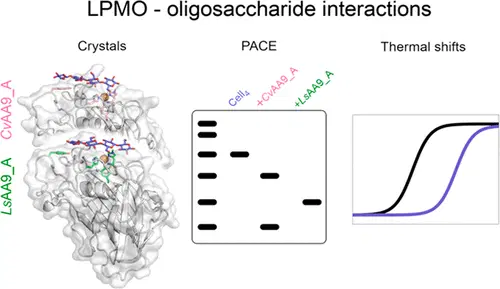 LPMO - oligosaccharide interactions
Crystals
PACE
Thermal shifts
CvAA9_A
LsAA9_A
Cell₄
+CvAA9_A
+LsAA9_A